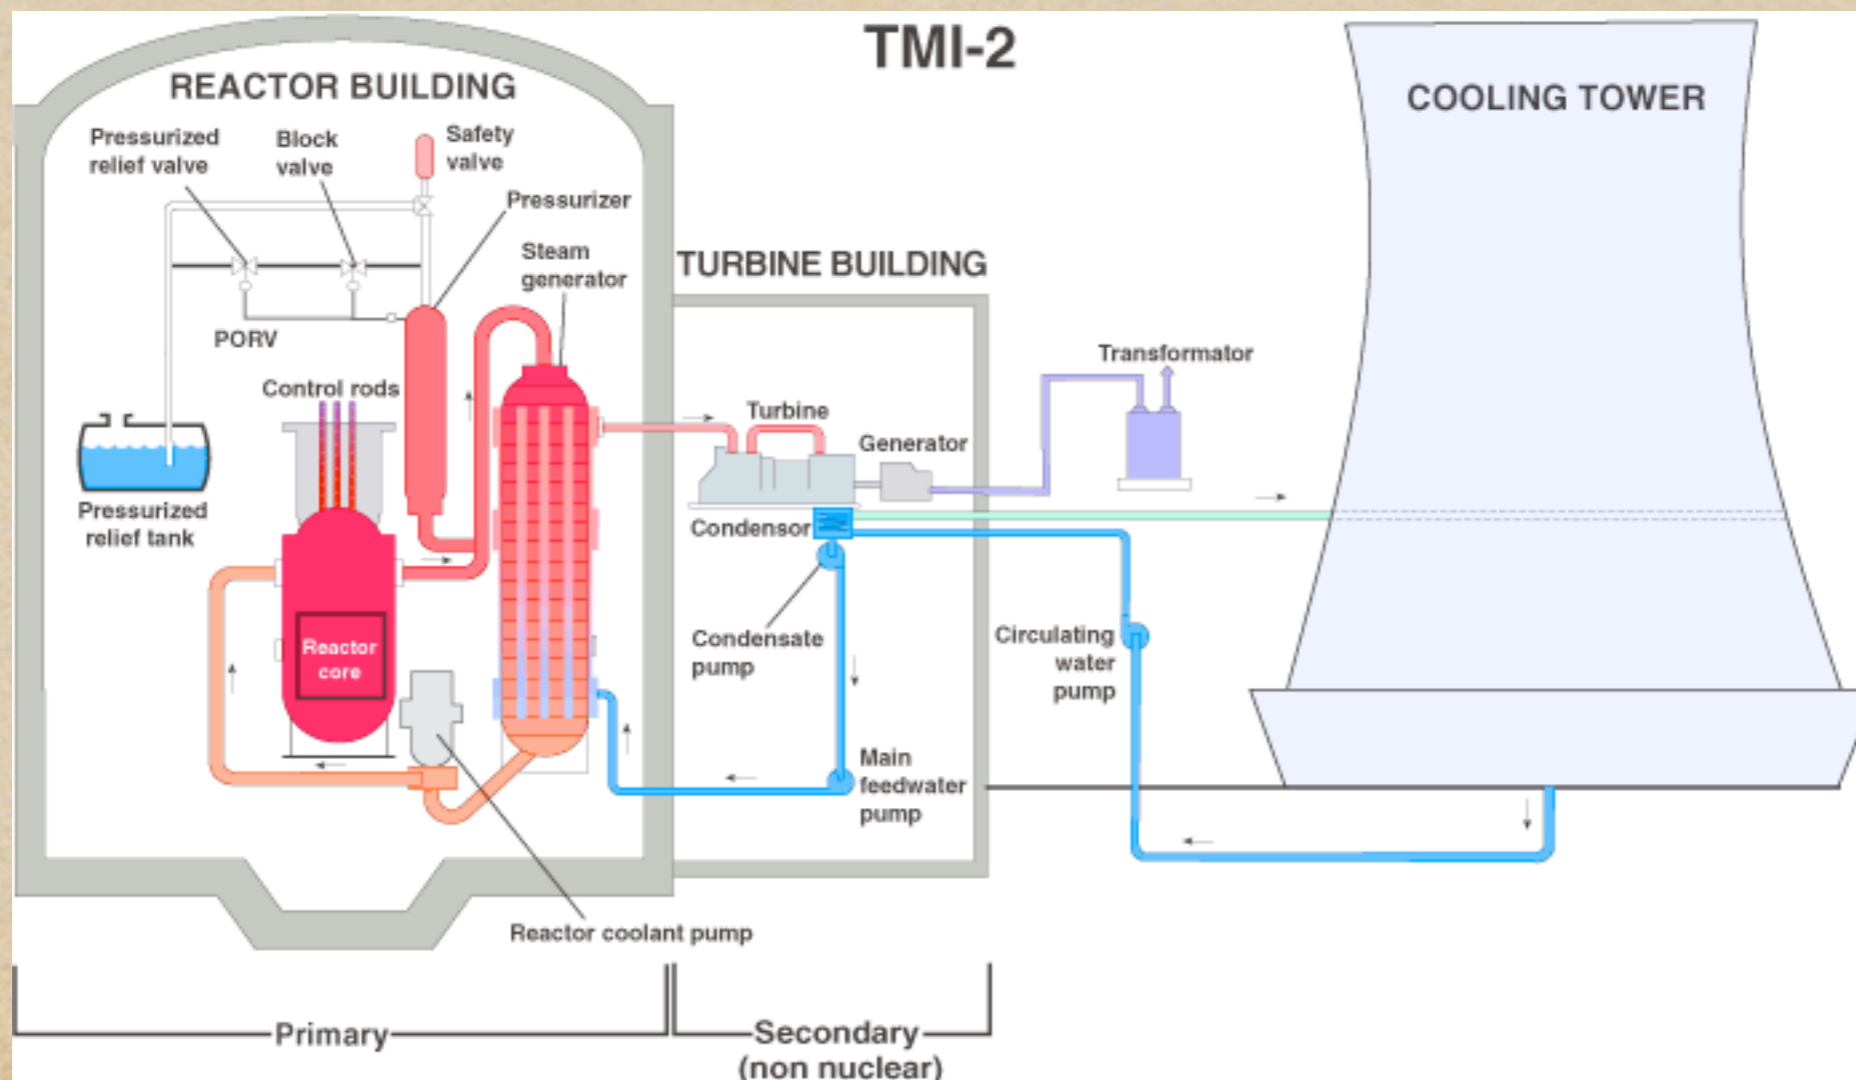 TMI-2
REACTOR BUILDING
COOLING TOWER
Pressurized
relief valve
Block
valve
Safety
valve
Pressurizer
Steam
generator
TURBINE BUILDING
PORV
Control rods
Transformator
Turbine
Generator
Pressurized
relief tank
Condensor
Reactor
core
Condensate
pump
Circulating
water
pump
Main
feedwater
pump
Reactor coolant pump
Primary
Secondary
(non nuclear)